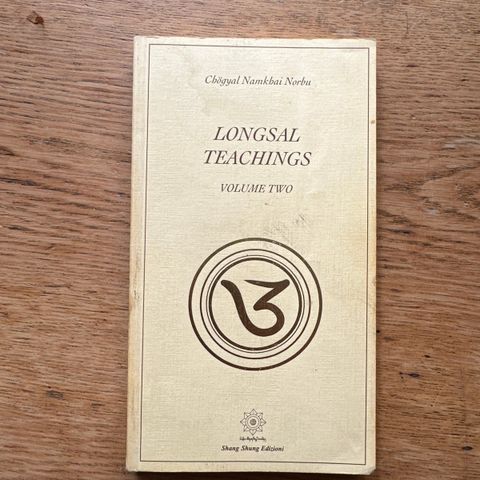 Chögyal Namkhai Norbu
LONGSAL
TEACHINGS
VOLUME TWO
Shang Shung Edizioni